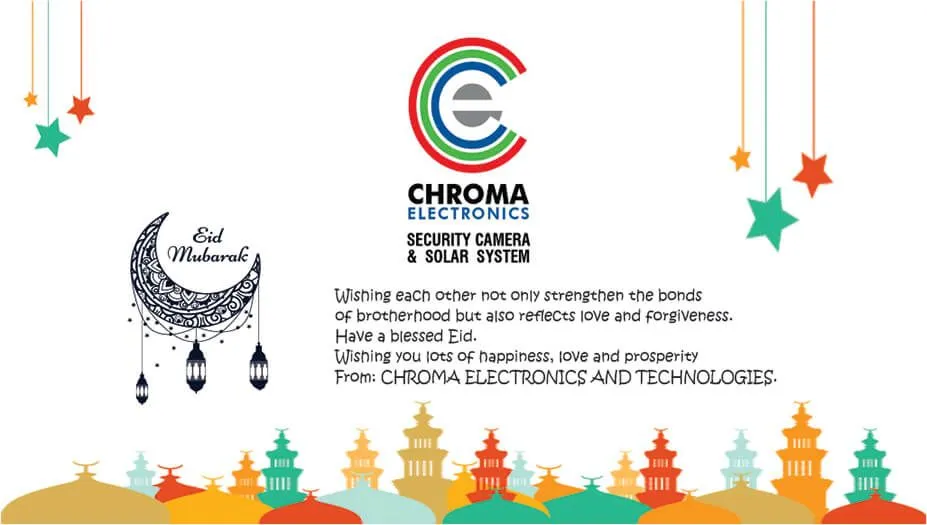 CHROMA
ELECTRONICS
SECURITY CAMERA
& SOLAR SYSTEM
Eid
Mubarak
Wishing each other not only strengthen the bonds
of brotherhood but also reflects love and forgiveness.
Have a blessed Eid.
Wishing you lots of happiness, love and prosperity
From: CHROMA ELECTRONICS AND TECHNOLOGIES.